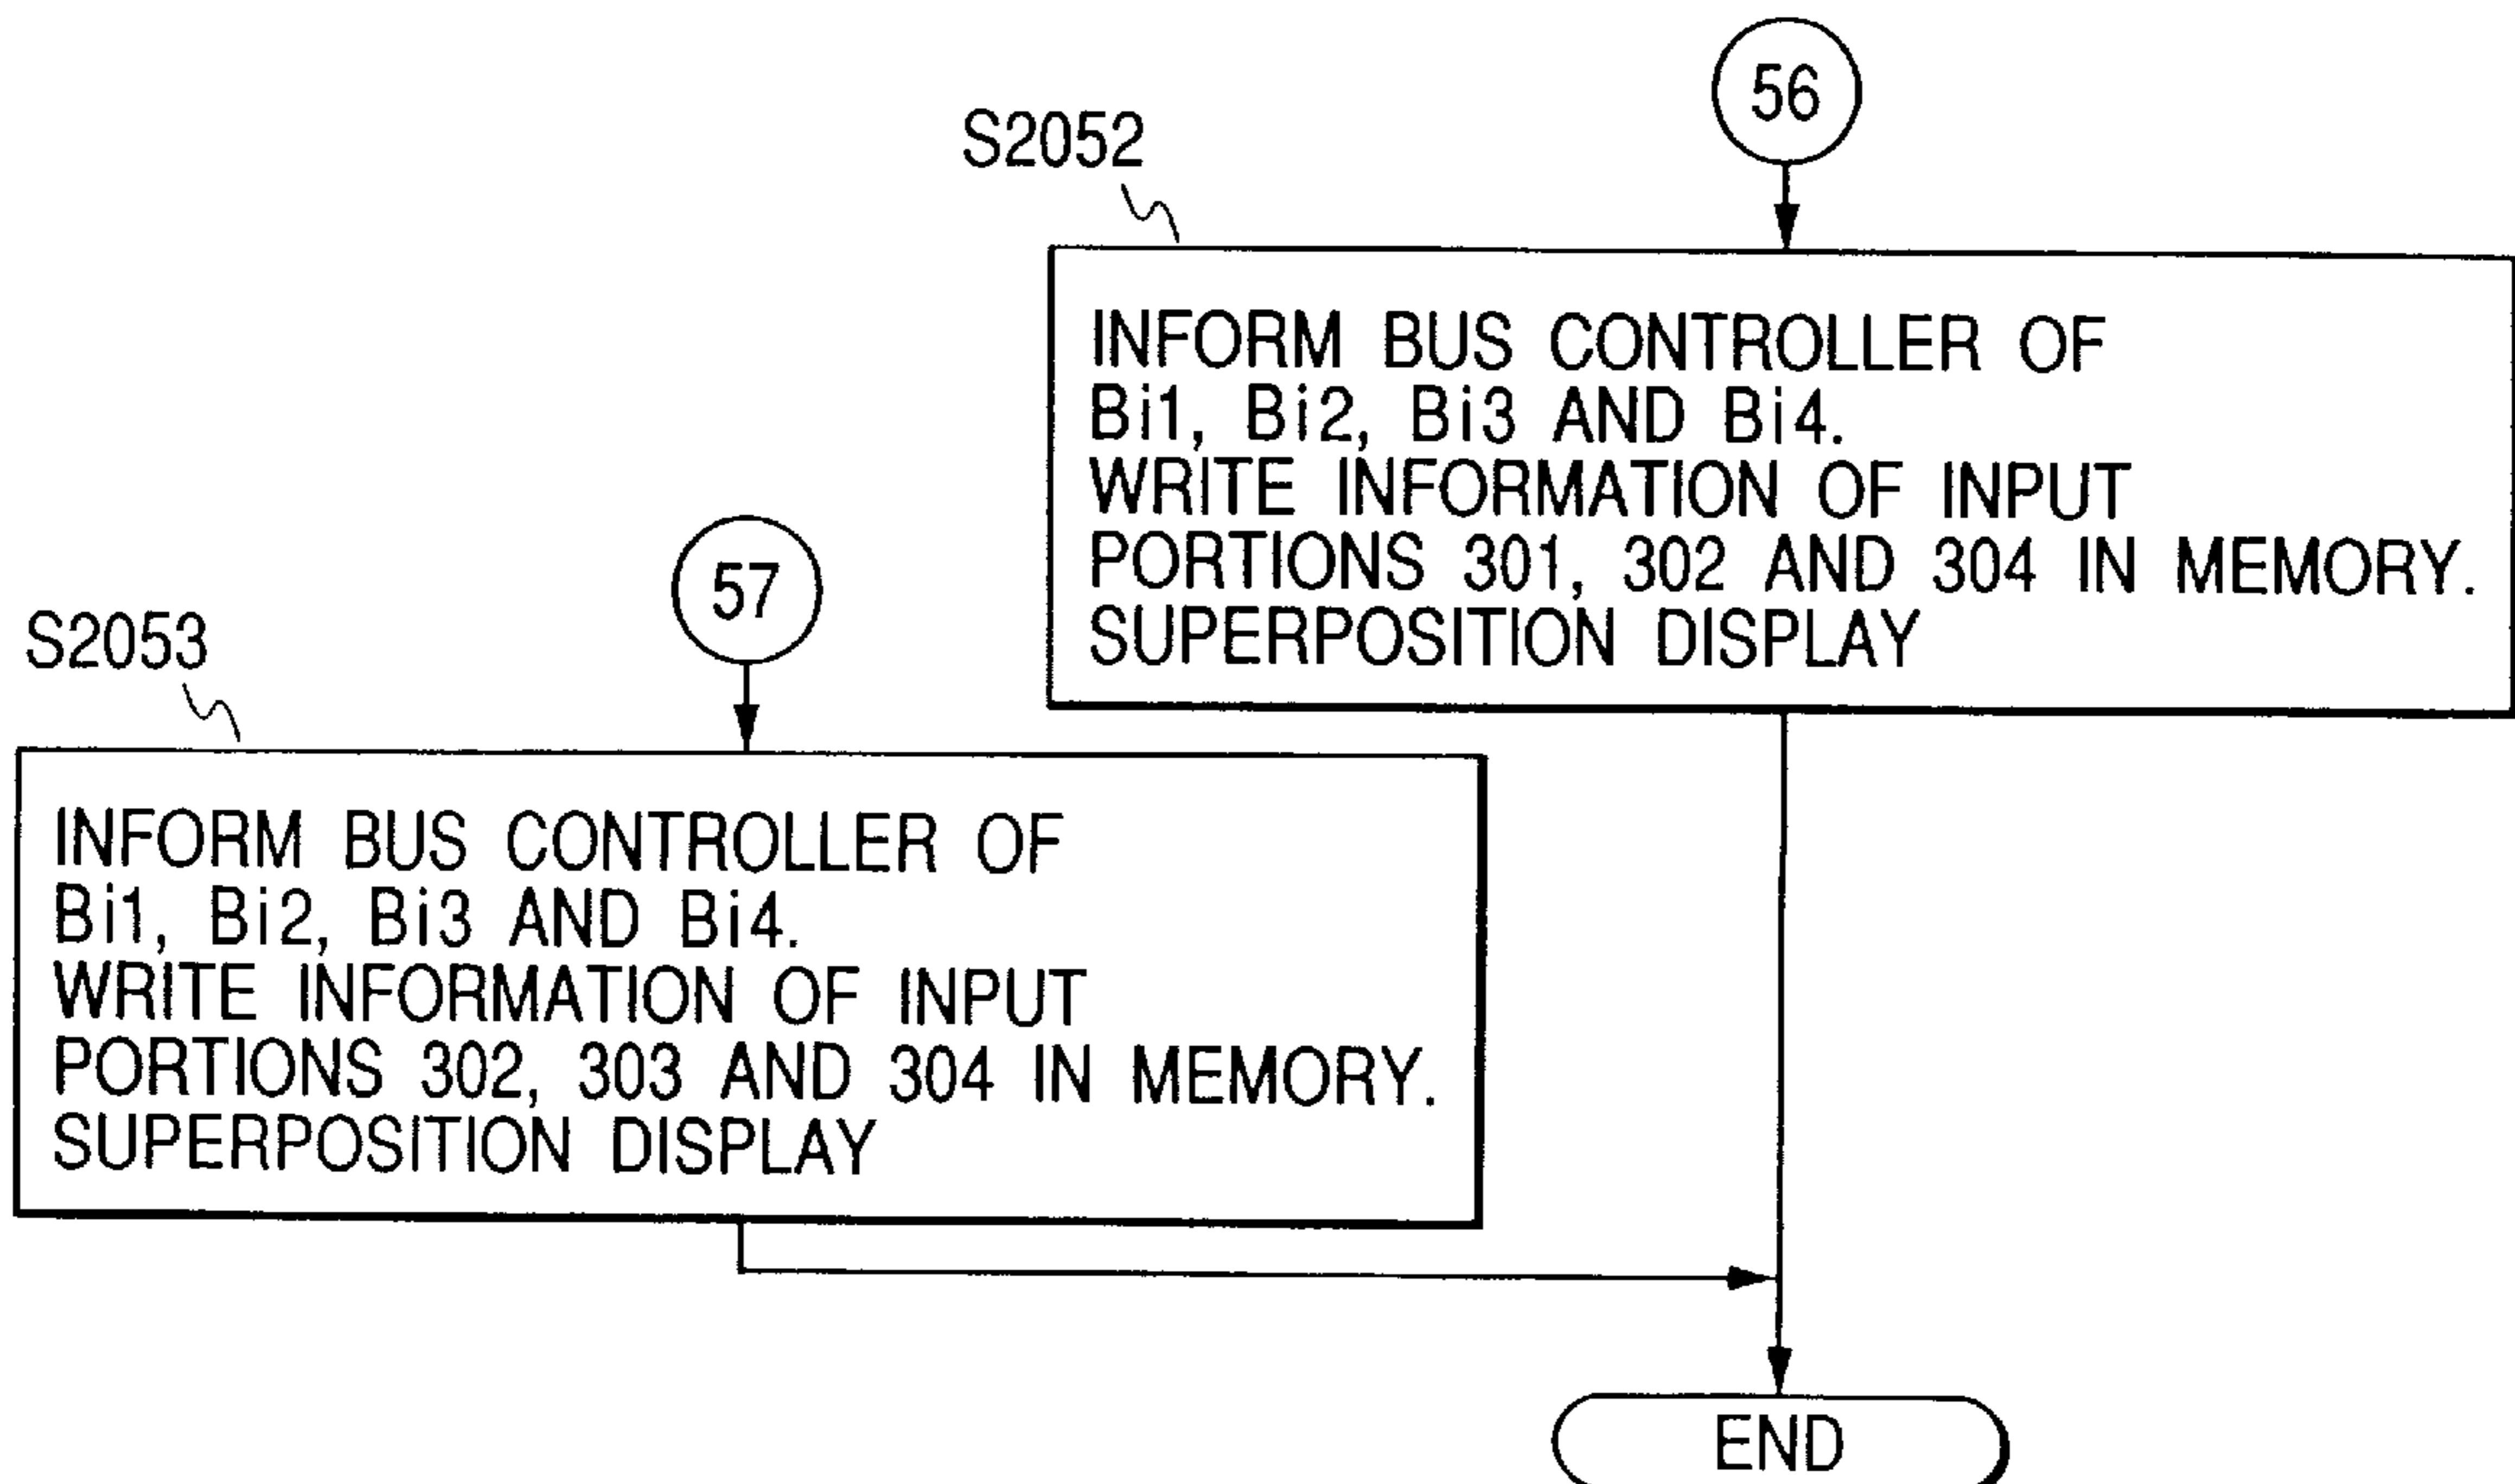 56
S2052
INFORM BUS CONTROLLER OF
Bi1, Bi2, Bi3 AND Bi4.
WRITE INFORMATION OF INPUT
PORTIONS 301, 302 AND 304 IN MEMORY.
SUPERPOSITION DISPLAY
57
S2053
INFORM BUS CONTROLLER OF
Bi1, Bi2, Bi3 AND Bi4.
WRITE INFORMATION OF INPUT
PORTIONS 302, 303 AND 304 IN MEMORY.
SUPERPOSITION DISPLAY
END